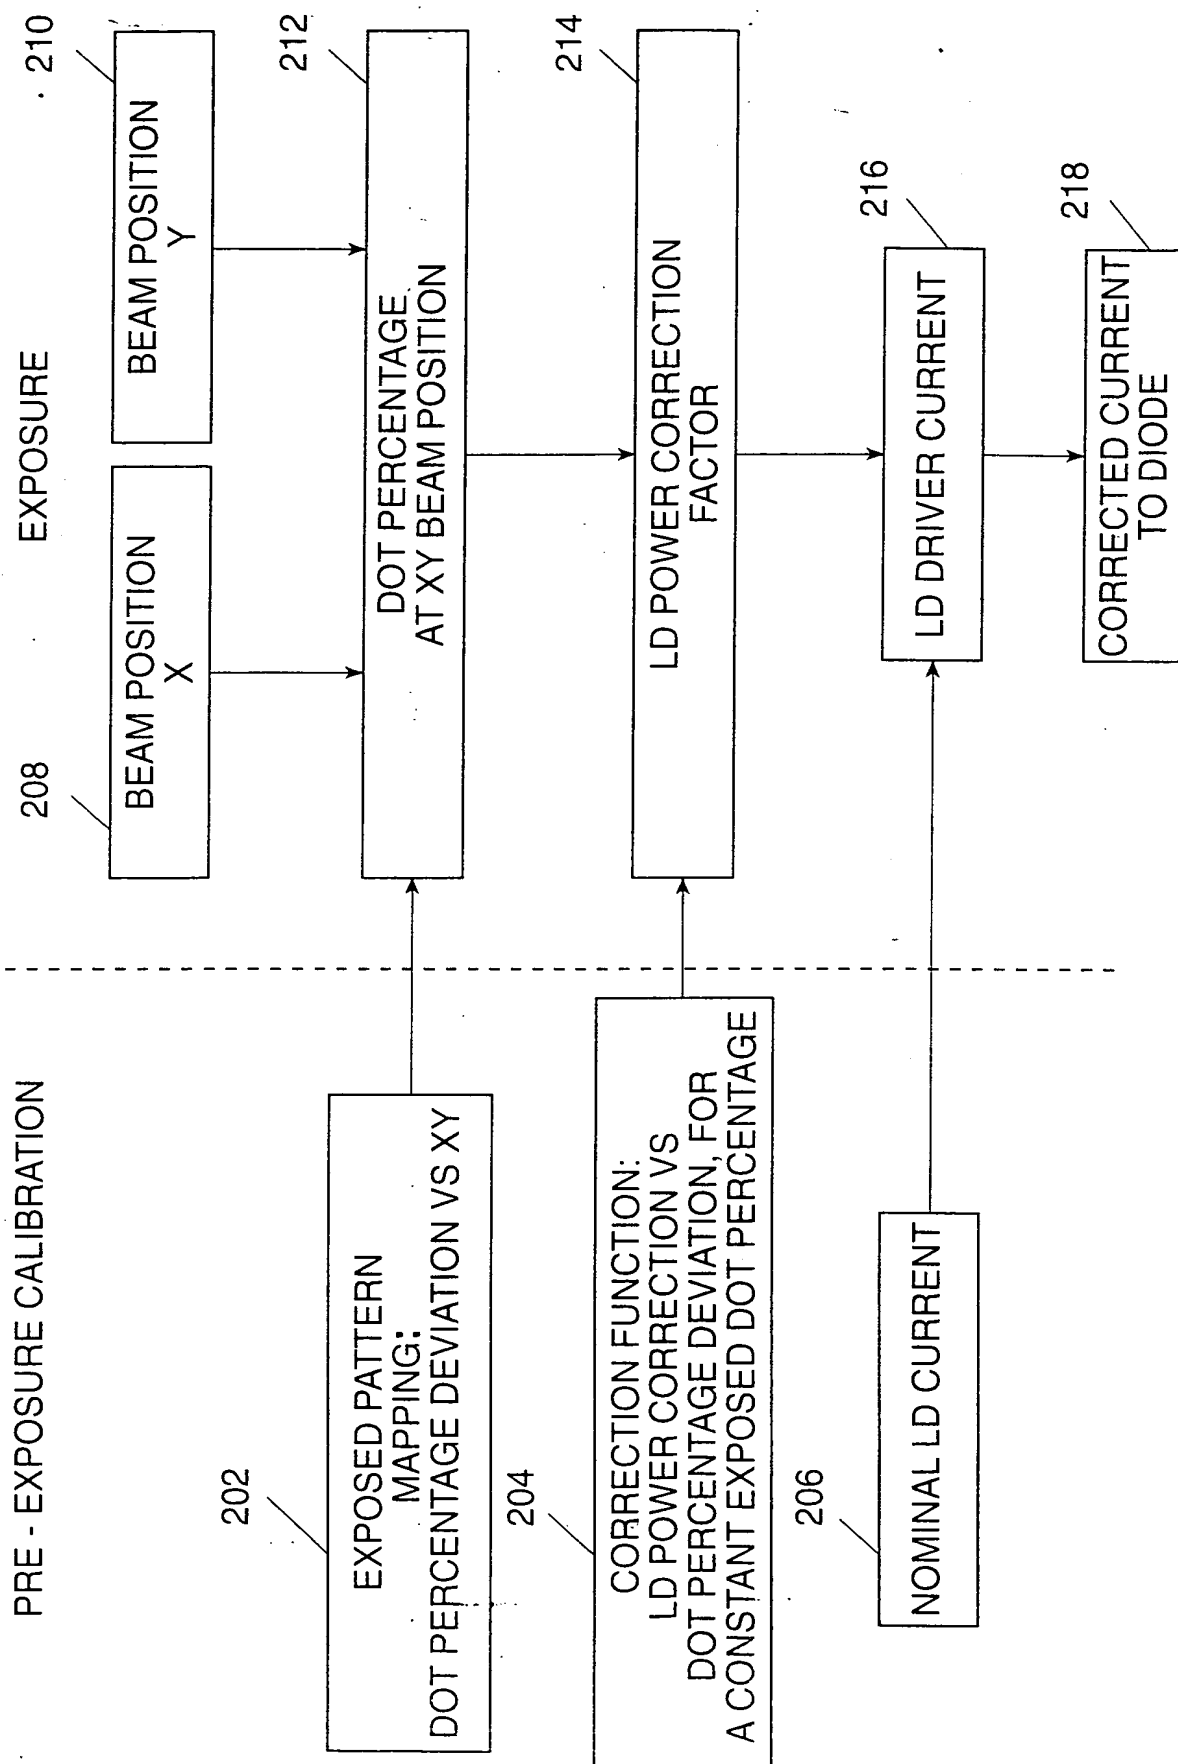 PRE - EXPOSURE CALIBRATION
EXPOSURE
208
BEAM POSITION
X
210
BEAM POSITION
Y
202
EXPOSED PATTERN
MAPPING:
DOT PERCENTAGE DEVIATION VS XY
212
DOT PERCENTAGE
AT XY BEAM POSITION
204
CORRECTION FUNCTION:
LD POWER CORRECTION VS
DOT PERCENTAGE DEVIATION, FOR
A CONSTANT EXPOSED DOT PERCENTAGE
214
LD POWER CORRECTION
FACTOR
206
NOMINAL LD CURRENT
216
LD DRIVER CURRENT
218
CORRECTED CURRENT
TO DIODE